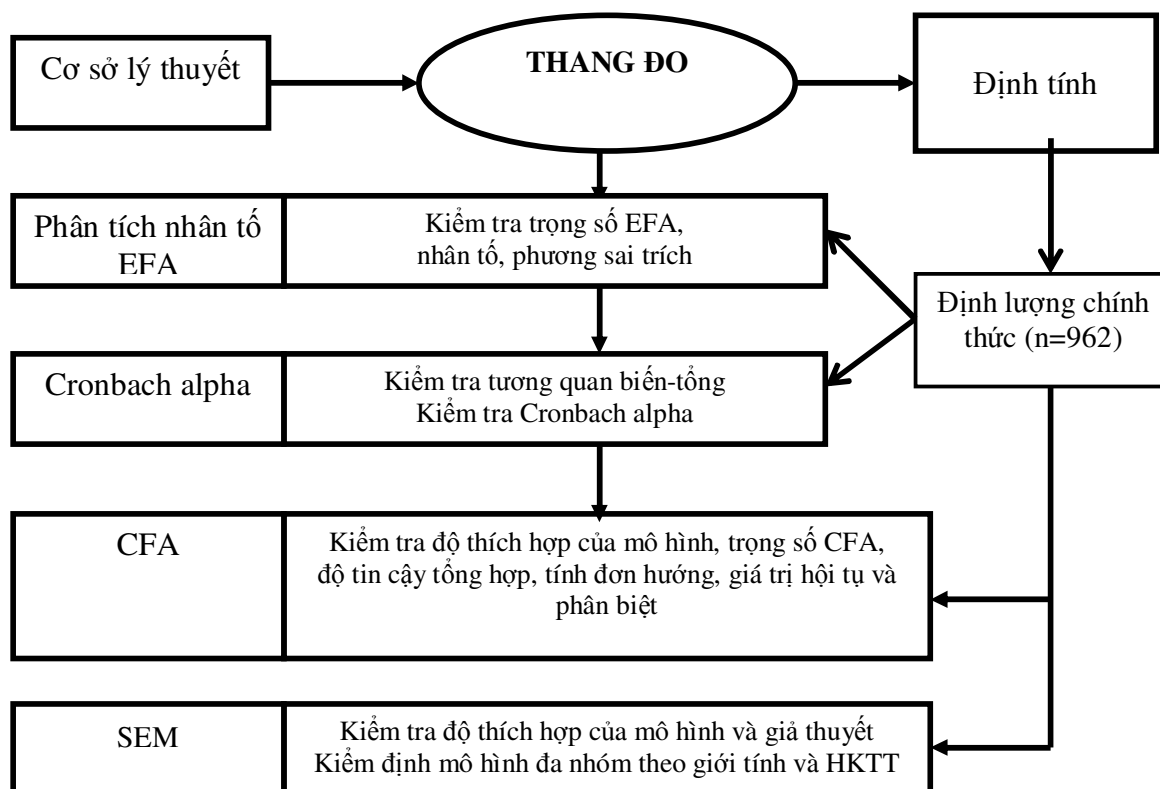 Cơ sở lý thuyết
THANG ĐO
Định tính
Phân tích nhân tố
EFA
Kiểm tra trọng số EFA,
nhân tố, phương sai trích
Định lượng chính
thức (n=962)
Cronbach alpha
Kiểm tra tương quan biến-tổng
Kiểm tra Cronbach alpha
CFA
Kiểm tra độ thích hợp của mô hình, trọng số CFA,
độ tin cậy tổng hợp, tính đơn hướng, giá trị hội tụ và
phân biệt
SEM
Kiểm tra độ thích hợp của mô hình và giả thuyết
Kiểm định mô hình đa nhóm theo giới tính và HKTT